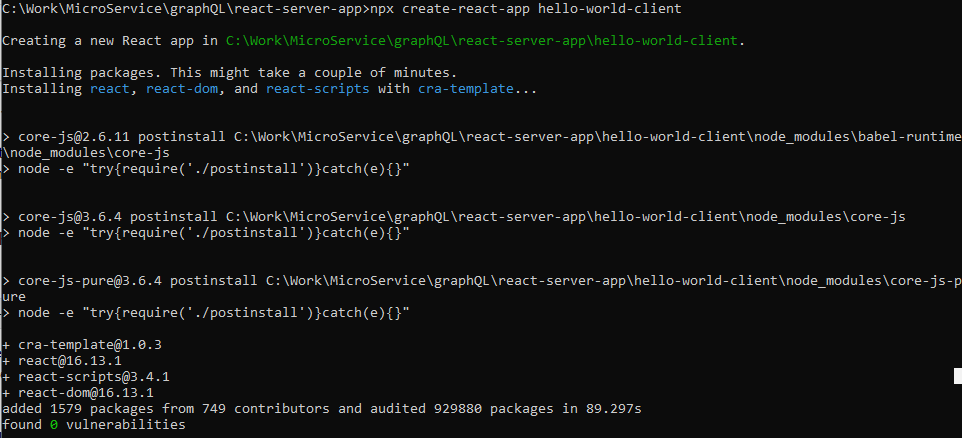 C:\Work\MicroService\graphQL\react-server-app>npx create-react-app hello-world-client
Creating a new React app in C:\Work\MicroService\graphQL\react-server-app\hello-world-client.
Installing packages. This might take a couple of minutes.
Installing react, react-dom, and react-scripts with cra-template...
> core-js@2.6.11 postinstall C:\Work\MicroService\graphQL\react-server-app\hello-world-client\node_modules\babel-runtime
\node_modules\core-js
> node -e "try{require('./postinstall')}catch(e){}"
> core-js@3.6.4 postinstall C:\Work\MicroService\graphQL\react-server-app\hello-world-client\node_modules\core-js
> node -e "try{require('./postinstall')}catch(e){}"
> core-js-pure@3.6.4 postinstall C:\Work\MicroService\graphQL\react-server-app\hello-world-client\node_modules\core-js-p
ure
> node -e "try{require('./postinstall')}catch(e){}"
+ cra-template@1.0.3
+ react@16.13.1
+ react-scripts@3.4.1
+ react-dom@16.13.1
added 1579 packages from 749 contributors and audited 929880 packages in 89.297s
found 0 vulnerabilities